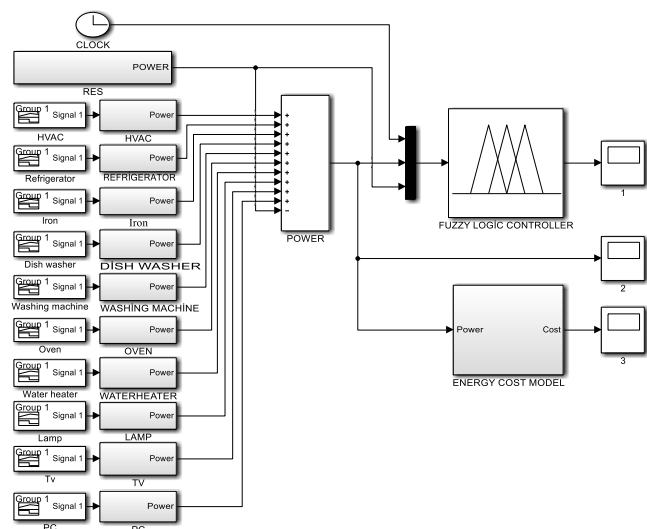 CLOCK
POWER
RES
Group 1
Signal 1
Power
HVAC
HVAC
Group 1
Signal 1
Power
Refrigerator
REFRIGERATOR
Group 1
Signal 1
Power
Iron
Iron
Group 1
Signal 1
Power
Dish washer
DİSH WASHER
Group 1
Signal 1
Power
Washing machine
WASHİNG MACHİNE
Group 1
Signal 1
Power
Oven
OVEN
Group 1
Signal 1
Power
Water heater
WATERHEATER
Group 1
Signal 1
Power
Lamp
LAMP
Group 1
Signal 1
Power
Tv
TV
Group 1
Signal 1
Power
PC
PC
+
+
+
+
+
+
+
+
+
+
−
POWER
FUZZY LOGIC CONTROLLER
1
2
Power
Cost
ENERGY COST MODEL
3